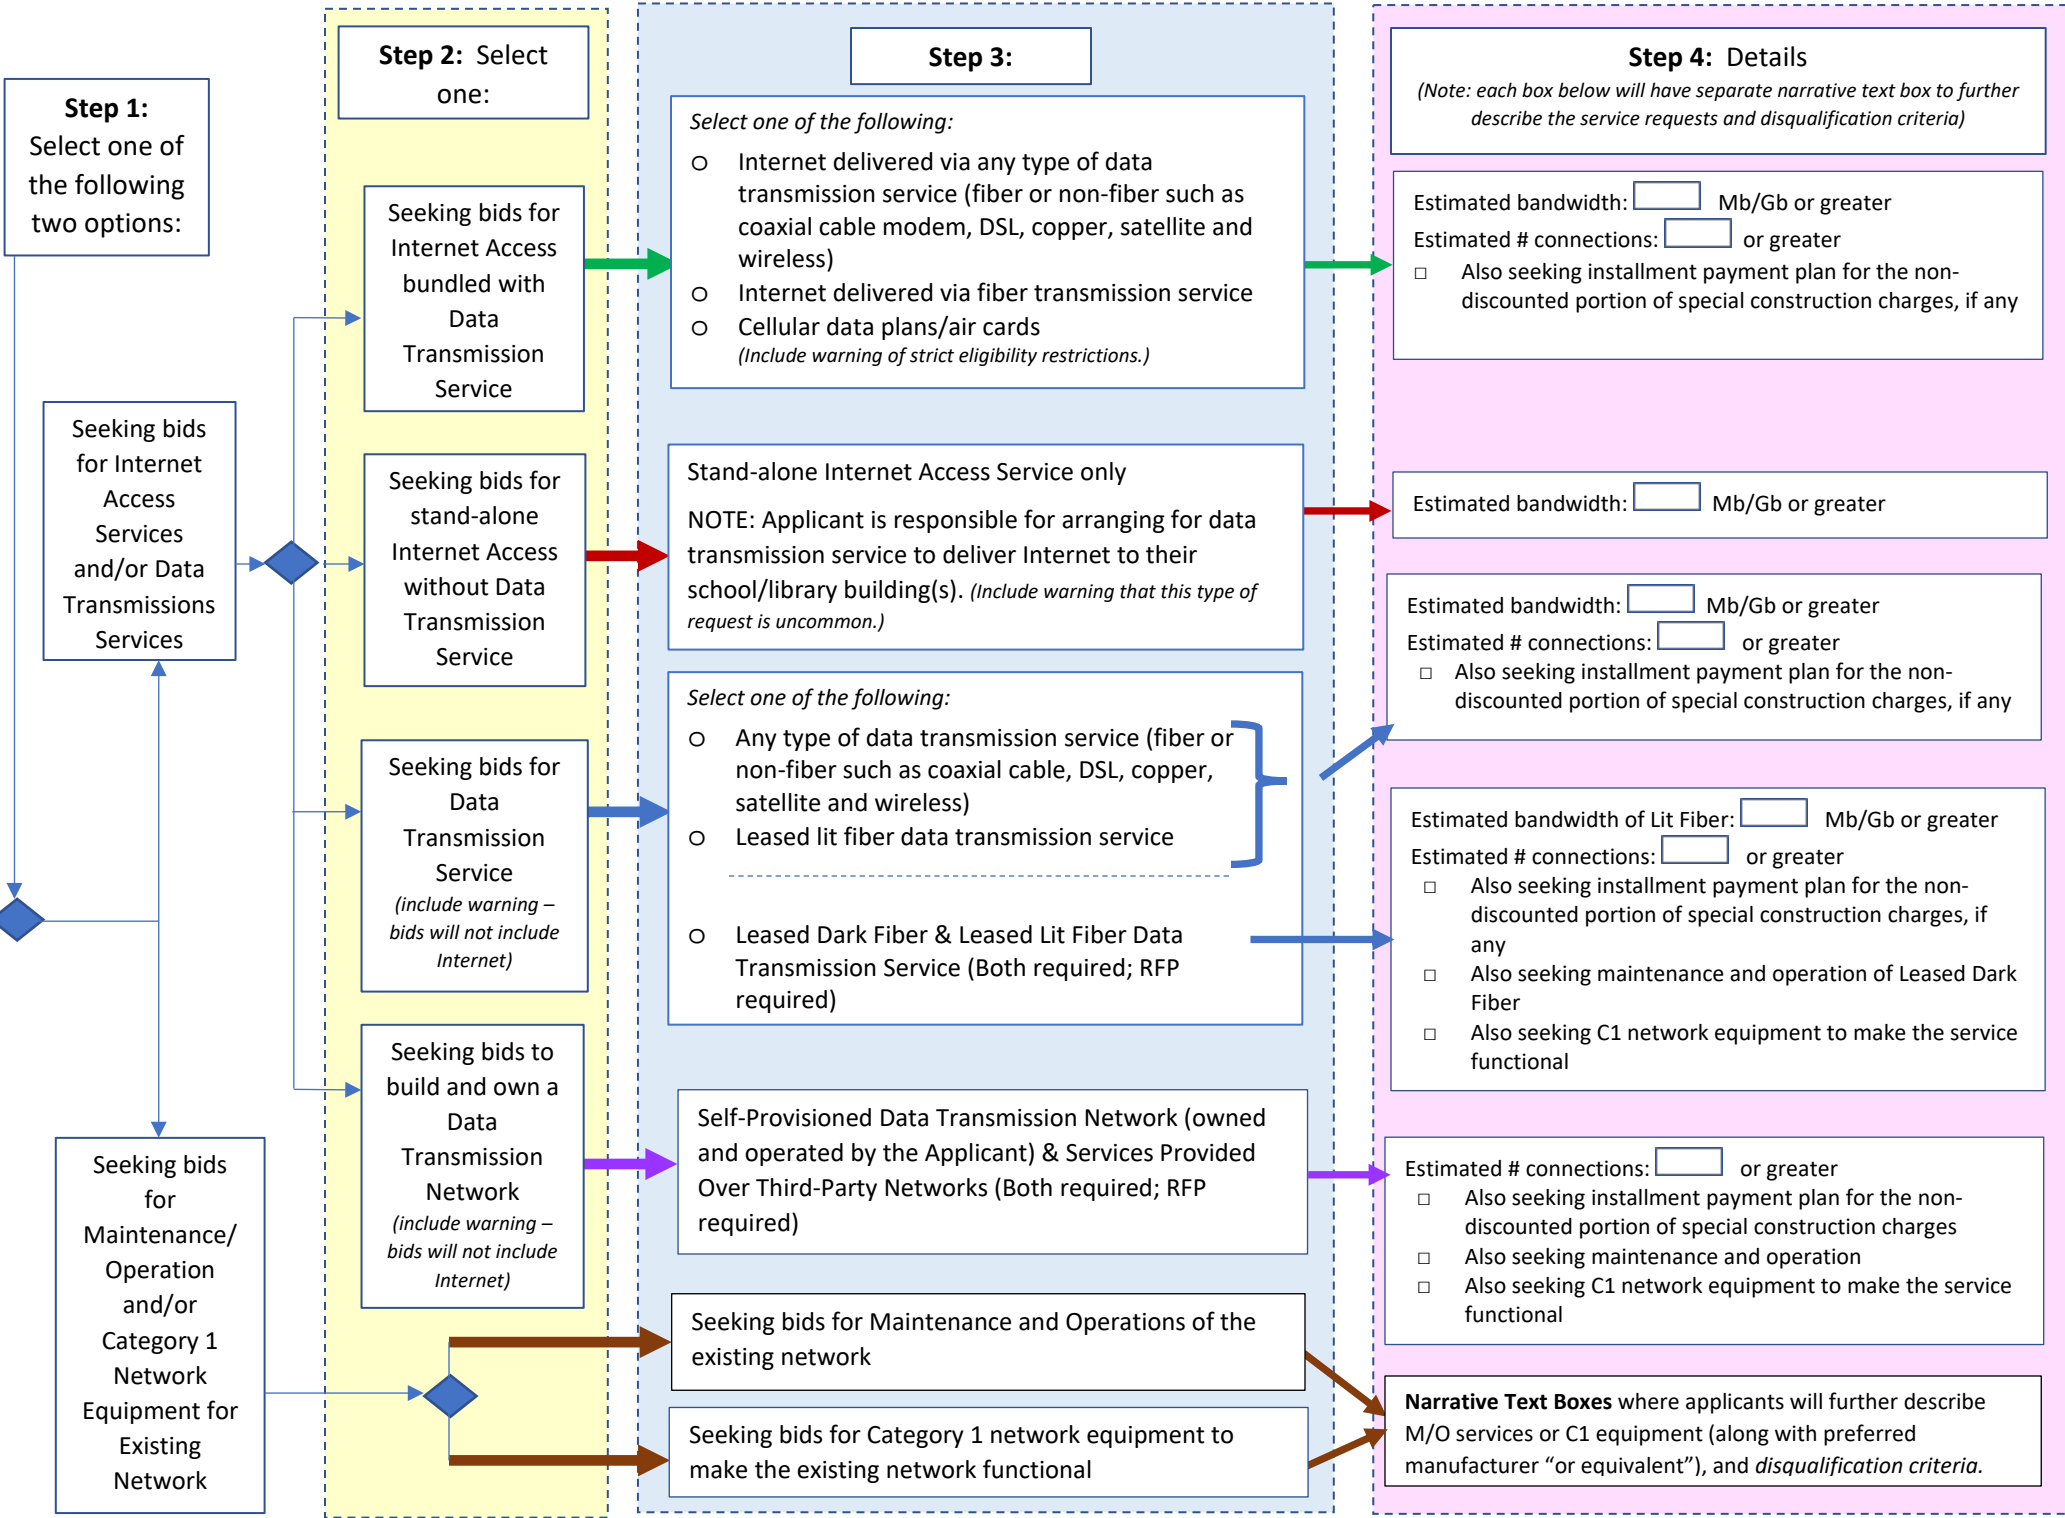 Step 1:
Select one of
the following
two options:
Seeking bids
for Internet
Access
Services
and/or Data
Transmissions
Services
Seeking bids
for
Maintenance/
Operation
and/or
Category 1
Network
Equipment for
Existing
Network
Step 2: Select
one:
Seeking bids for
Internet Access
bundled with
Data
Transmission
Service
Seeking bids for
stand-alone
Internet Access
without Data
Transmission
Service
Seeking bids for
Data
Transmission
Service
(include warning –
bids will not include
Internet)
Seeking bids to
build and own a
Data
Transmission
Network
(include warning –
bids will not include
Internet)
Step 3:
Select one of the following:
o Internet delivered via any type of data
transmission service (fiber or non-fiber such as
coaxial cable modem, DSL, copper, satellite and
wireless)
o Internet delivered via fiber transmission service
o Cellular data plans/air cards
(Include warning of strict eligibility restrictions.)
Stand-alone Internet Access Service only
NOTE: Applicant is responsible for arranging for data
transmission service to deliver Internet to their
school/library building(s). (Include warning that this type of
request is uncommon.)
Select one of the following:
o Any type of data transmission service (fiber or
non-fiber such as coaxial cable, DSL, copper,
satellite and wireless)
o Leased lit fiber data transmission service
o Leased Dark Fiber & Leased Lit Fiber Data
Transmission Service (Both required; RFP
required)
Self-Provisioned Data Transmission Network (owned
and operated by the Applicant) & Services Provided
Over Third-Party Networks (Both required; RFP
required)
Seeking bids for Maintenance and Operations of the
existing network
Seeking bids for Category 1 network equipment to
make the existing network functional
Step 4: Details
(Note: each box below will have separate narrative text box to further
describe the service requests and disqualification criteria)
Estimated bandwidth: Mb/Gb or greater
Estimated # connections: or greater
□ Also seeking installment payment plan for the non-
discounted portion of special construction charges, if any
Estimated bandwidth: Mb/Gb or greater
Estimated bandwidth: Mb/Gb or greater
Estimated # connections: or greater
□ Also seeking installment payment plan for the non-
discounted portion of special construction charges, if any
Estimated bandwidth of Lit Fiber: Mb/Gb or greater
Estimated # connections: or greater
□ Also seeking installment payment plan for the non-
discounted portion of special construction charges, if
any
□ Also seeking maintenance and operation of Leased Dark
Fiber
□ Also seeking C1 network equipment to make the service
functional
Estimated # connections: or greater
□ Also seeking installment payment plan for the non-
discounted portion of special construction charges
□ Also seeking maintenance and operation
□ Also seeking C1 network equipment to make the service
functional
Narrative Text Boxes where applicants will further describe
M/O services or C1 equipment (along with preferred
manufacturer “or equivalent”), and disqualification criteria.